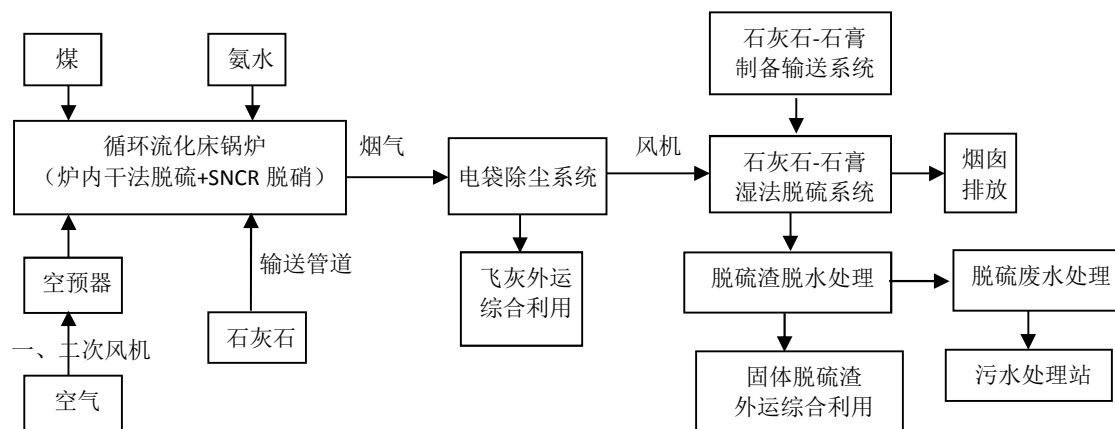 煤
氨水
石灰石-石膏
制备输送系统
循环流化床锅炉
（炉内干法脱硫+SNCR 脱硝）
烟气
电袋除尘系统
风机
石灰石-石膏
湿法脱硫系统
烟囱
排放
空预器
输送管道
飞灰外运
综合利用
脱硫渣脱水处理
脱硫废水处理
一、二次风机
石灰石
空气
固体脱硫渣
外运综合利用
污水处理站